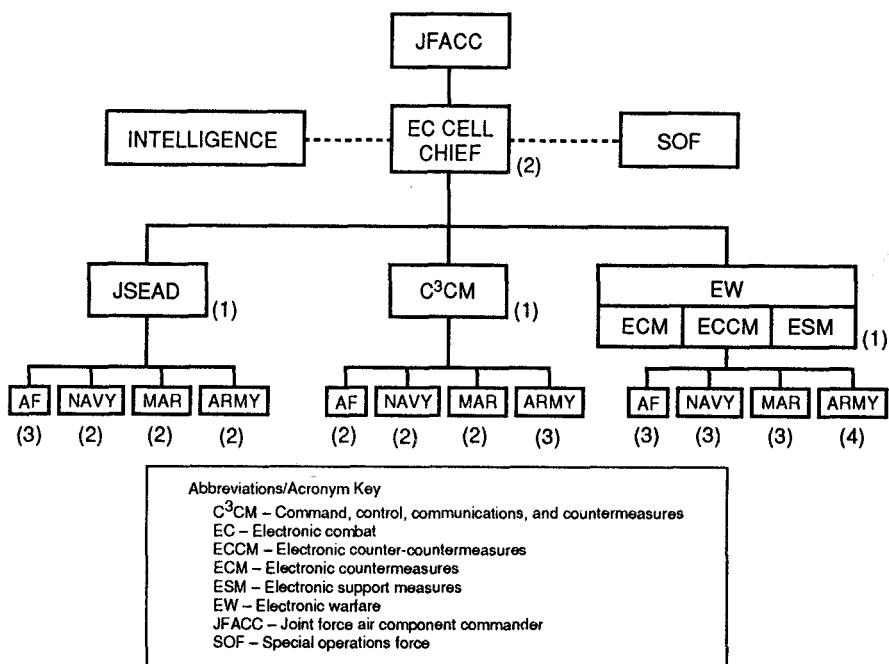 JFACC
INTELLIGENCE
EC CELL
CHIEF
(2)
SOF
JSEAD
(1)
C³CM
(1)
EW
ECM ECCM ESM
(1)
AF NAVY MAR ARMY
(3) (2) (2) (2)
AF NAVY MAR ARMY
(2) (2) (2) (3)
AF NAVY MAR ARMY
(3) (3) (3) (4)
Abbreviations/Acronym Key
C³CM – Command, control, communications, and countermeasures
EC – Electronic combat
ECCM – Electronic counter-countermeasures
ECM – Electronic countermeasures
ESM – Electronic support measures
EW – Electronic warfare
JFACC – Joint force air component commander
SOF – Special operations force